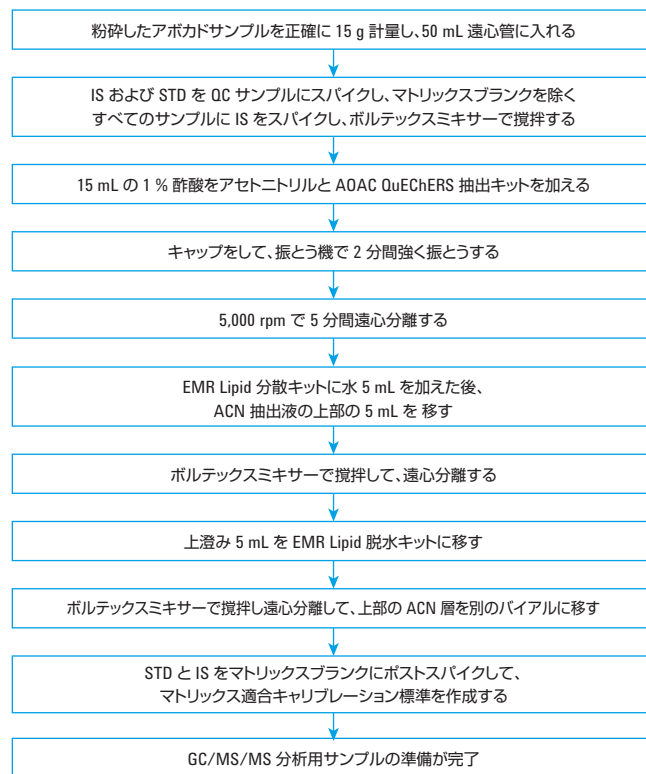 粉砕したアボカドサンプルを正確に 15 g 計量し、50 mL 遠心管に入れる
IS および STD を QC サンプルにスパイクし、マトリックスブランクを除く
すべてのサンプルに IS をスパイクし、ボルテックスミキサーで撹拌する
15 mL の 1 % 酢酸をアセトニトリルと AOAC QuEChERS 抽出キットを加える
キャップをして、振とう機で 2 分間強く振とうする
5,000 rpm で 5 分間遠心分離する
EMR Lipid 分散キットに水 5 mL を加えた後、
ACN 抽出液の上部の 5 mL を 移す
ボルテックスミキサーで撹拌して、遠心分離する
上澄み 5 mL を EMR Lipid 脱水キットに移す
ボルテックスミキサーで撹拌し遠心分離して、上部の ACN 層を別のバイアルに移す
STD と IS をマトリックスブランクにポストスパイクして、
マトリックス適合キャリブレーション標準を作成する
GC/MS/MS 分析用サンプルの準備が完了